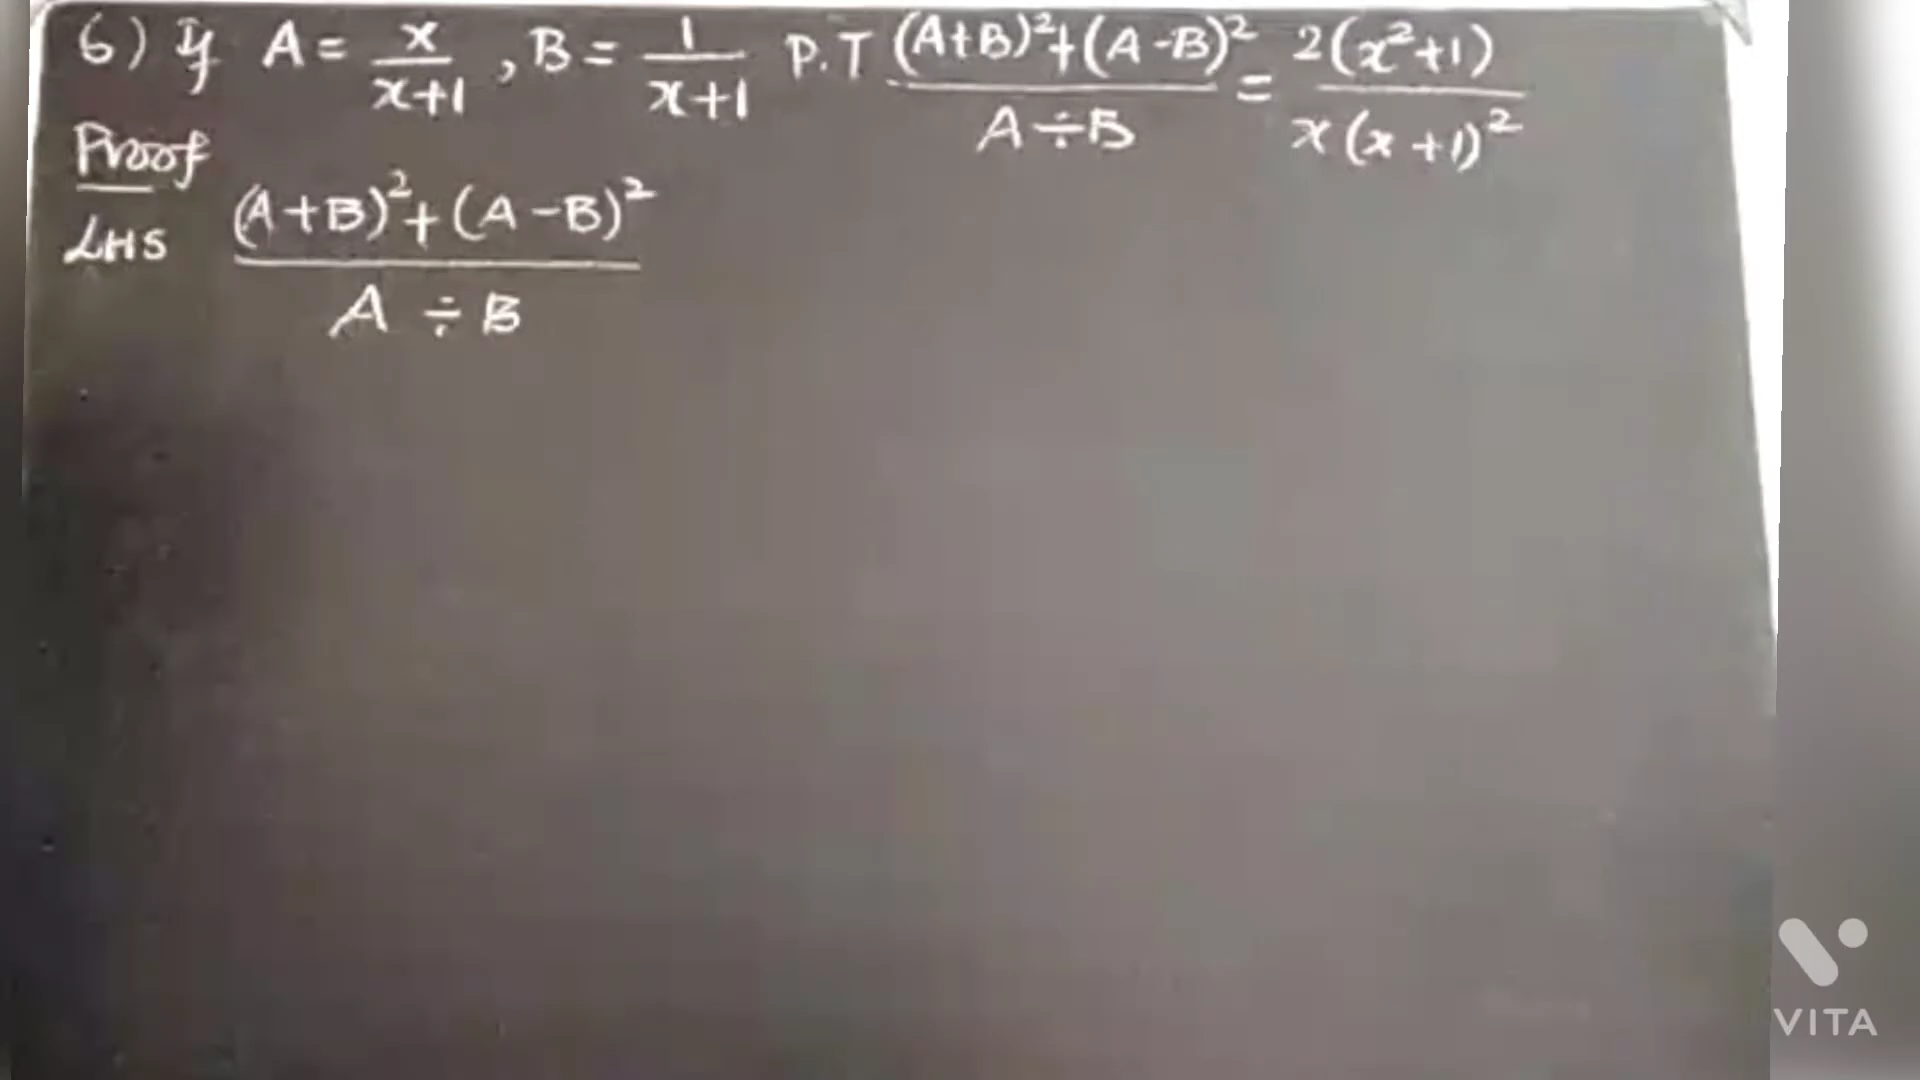 6) If A = x/(x+1), B = 1/(x+1) P.T ((A+B)²+(A-B)²)/(A÷B) = 2(x²+1)/(x(x+1)²)
Proof
LHS ((A+B)²+(A-B)²)/(A÷B)
VITA